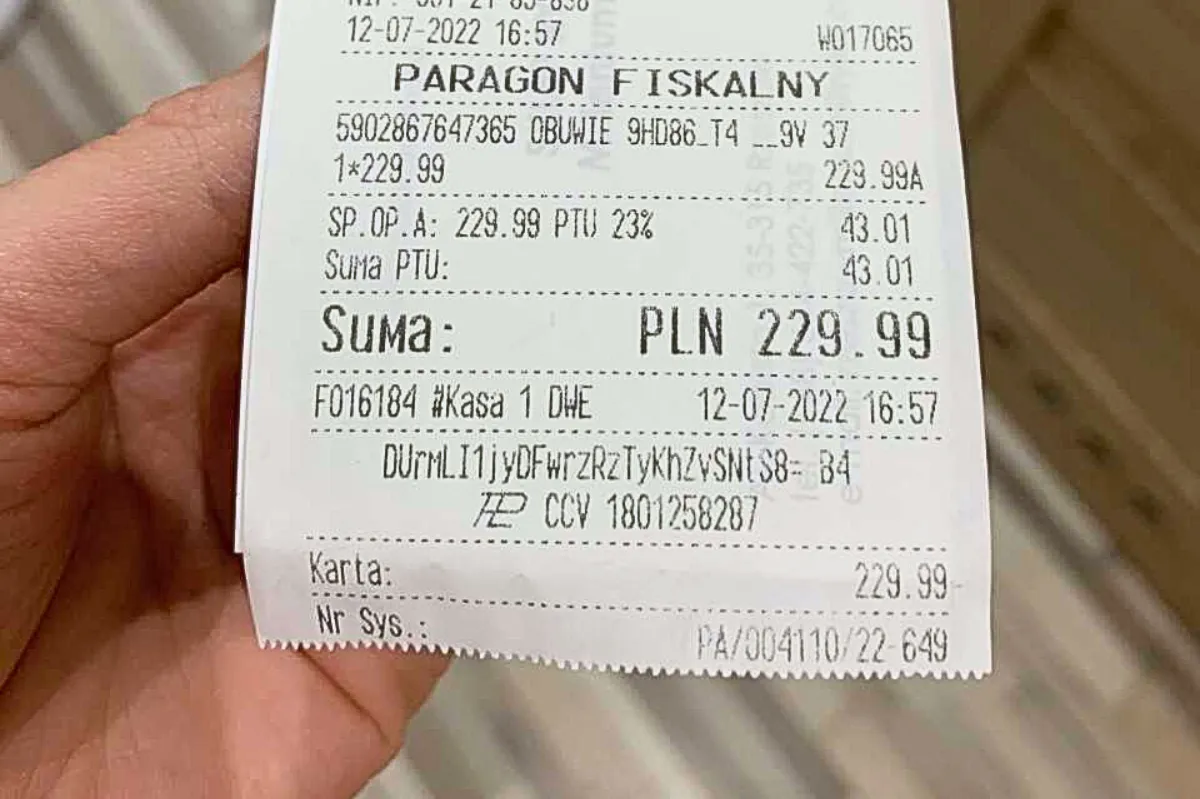 12-07-2022 16:57 W017065
PARAGON FISKALNY
5902867647365 OBUWIE 9HD86_T4 __9V 37
1*229.99 229.99A
SP.OP.A: 229.99 PTU 23% 43.01
Suma PTU: 43.01
Suma: PLN 229.99
F016184 #Kasa 1 DWE 12-07-2022 16:57
DUrmLI1jyDFwrzRzTyKhZvSNtS8= B4
CCV 1801258287
Karta: 229.99
Nr Sys.: PA/004110/22-649